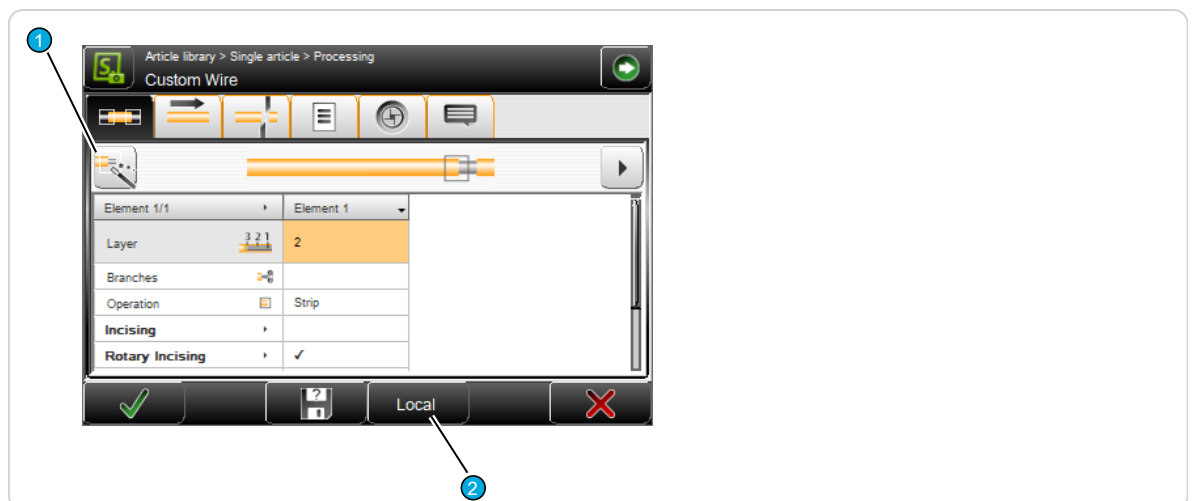 1
Article library > Single article > Processing
Custom Wire
Element 1/1
Element 1
Layer
3 2 1
2
Branches
Operation
Strip
Incising
Rotary Incising
✓
?
Local
2